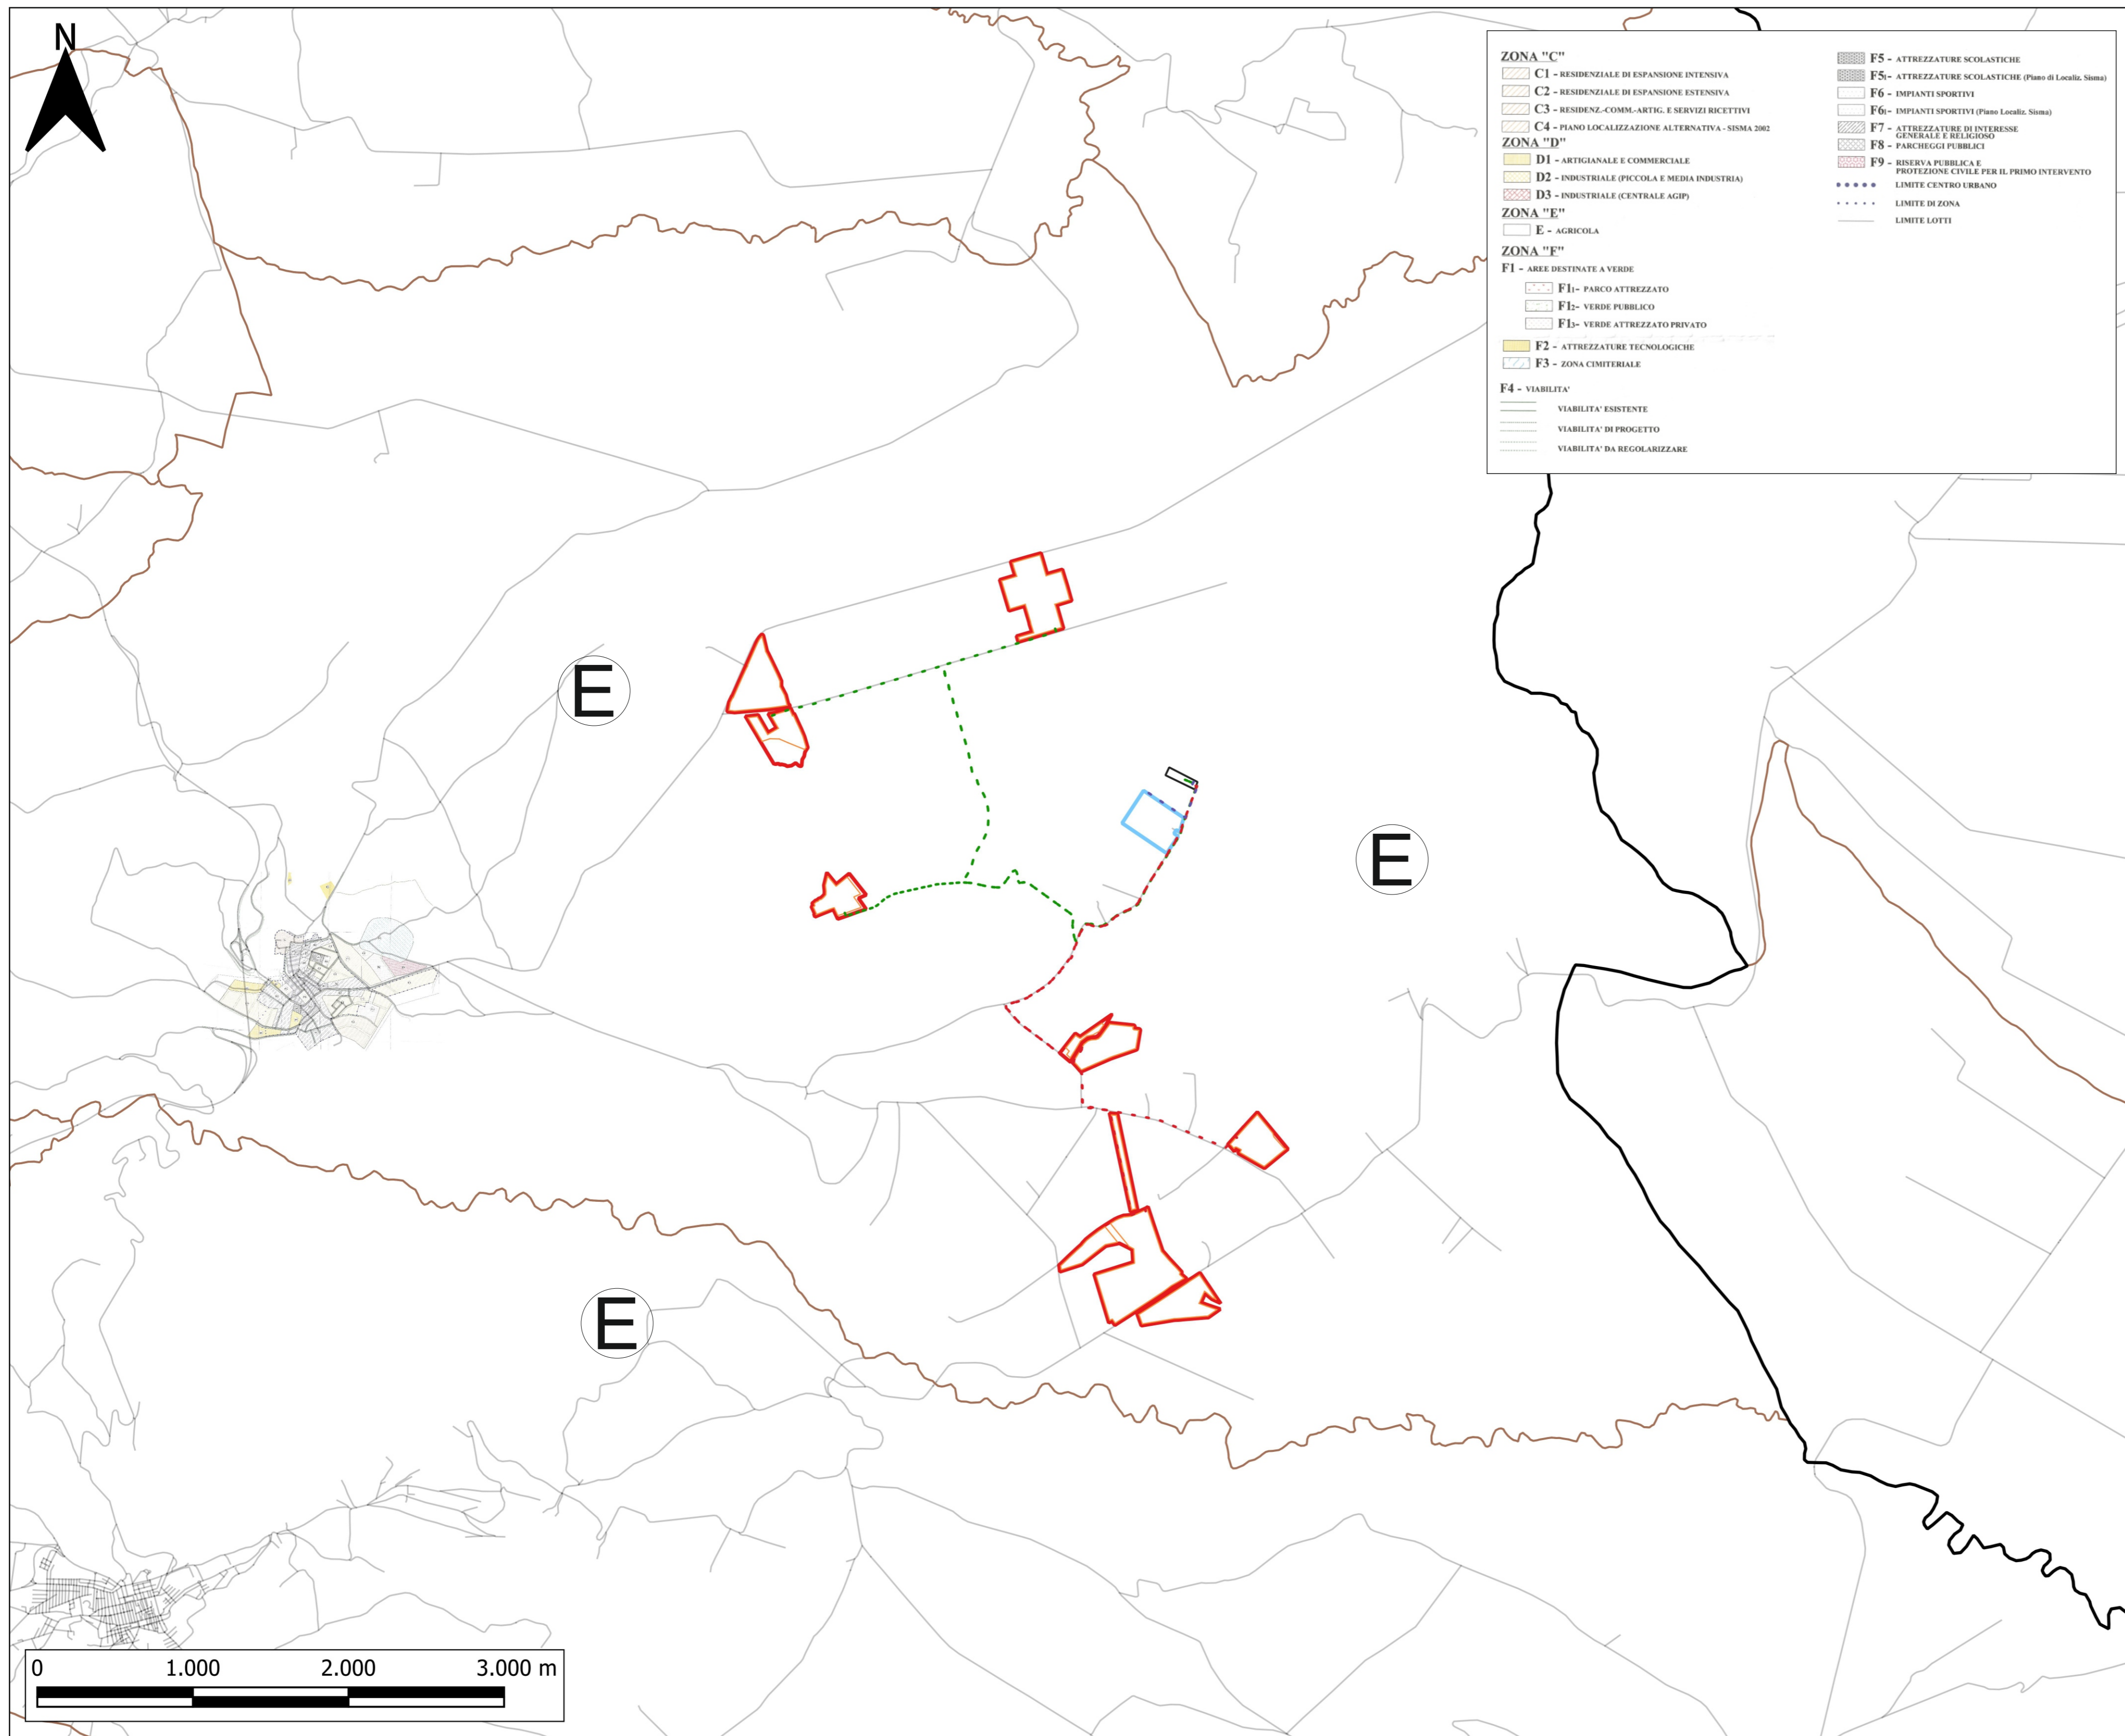 N
ZONA "C"
C1 - RESIDENZIALE DI ESPANSIONE INTENSIVA
C2 - RESIDENZIALE DI ESPANSIONE ESTENSIVA
C3 - RESIDENZ.-COMM.-ARTIG. E SERVIZI RICETTIVI
C4 - PIANO LOCALIZZAZIONE ALTERNATIVA - SISMA 2002
ZONA "D"
D1 - ARTIGIANALE E COMMERCIALE
D2 - INDUSTRIALE (PICCOLA E MEDIA INDUSTRIA)
D3 - INDUSTRIALE (CENTRALE AGIP)
ZONA "E"
E - AGRICOLA
ZONA "F"
F1 - AREE DESTINATE A VERDE
F11- PARCO ATTREZZATO
F12- VERDE PUBBLICO
F13- VERDE ATTREZZATO PRIVATO
F2 - ATTREZZATURE TECNOLOGICHE
F3 - ZONA CIMITERIALE
F4 - VIABILITA'
VIABILITA' ESISTENTE
VIABILITA' DI PROGETTO
VIABILITA' DA REGOLARIZZARE
F5 - ATTREZZATURE SCOLASTICHE
F5t- ATTREZZATURE SCOLASTICHE (Piano di Localiz. Sisma)
F6 - IMPIANTI SPORTIVI
F6t- IMPIANTI SPORTIVI (Piano Localiz. Sisma)
F7 - ATTREZZATURE DI INTERESSE
GENERALE E RELIGIOSO
F8 - PARCHEGGI PUBBLICI
F9 - RISERVA PUBBLICA E
PROTEZIONE CIVILE PER IL PRIMO INTERVENTO
LIMITE CENTRO URBANO
LIMITE DI ZONA
LIMITE LOTTI
E
E
E
0 1.000 2.000 3.000 m